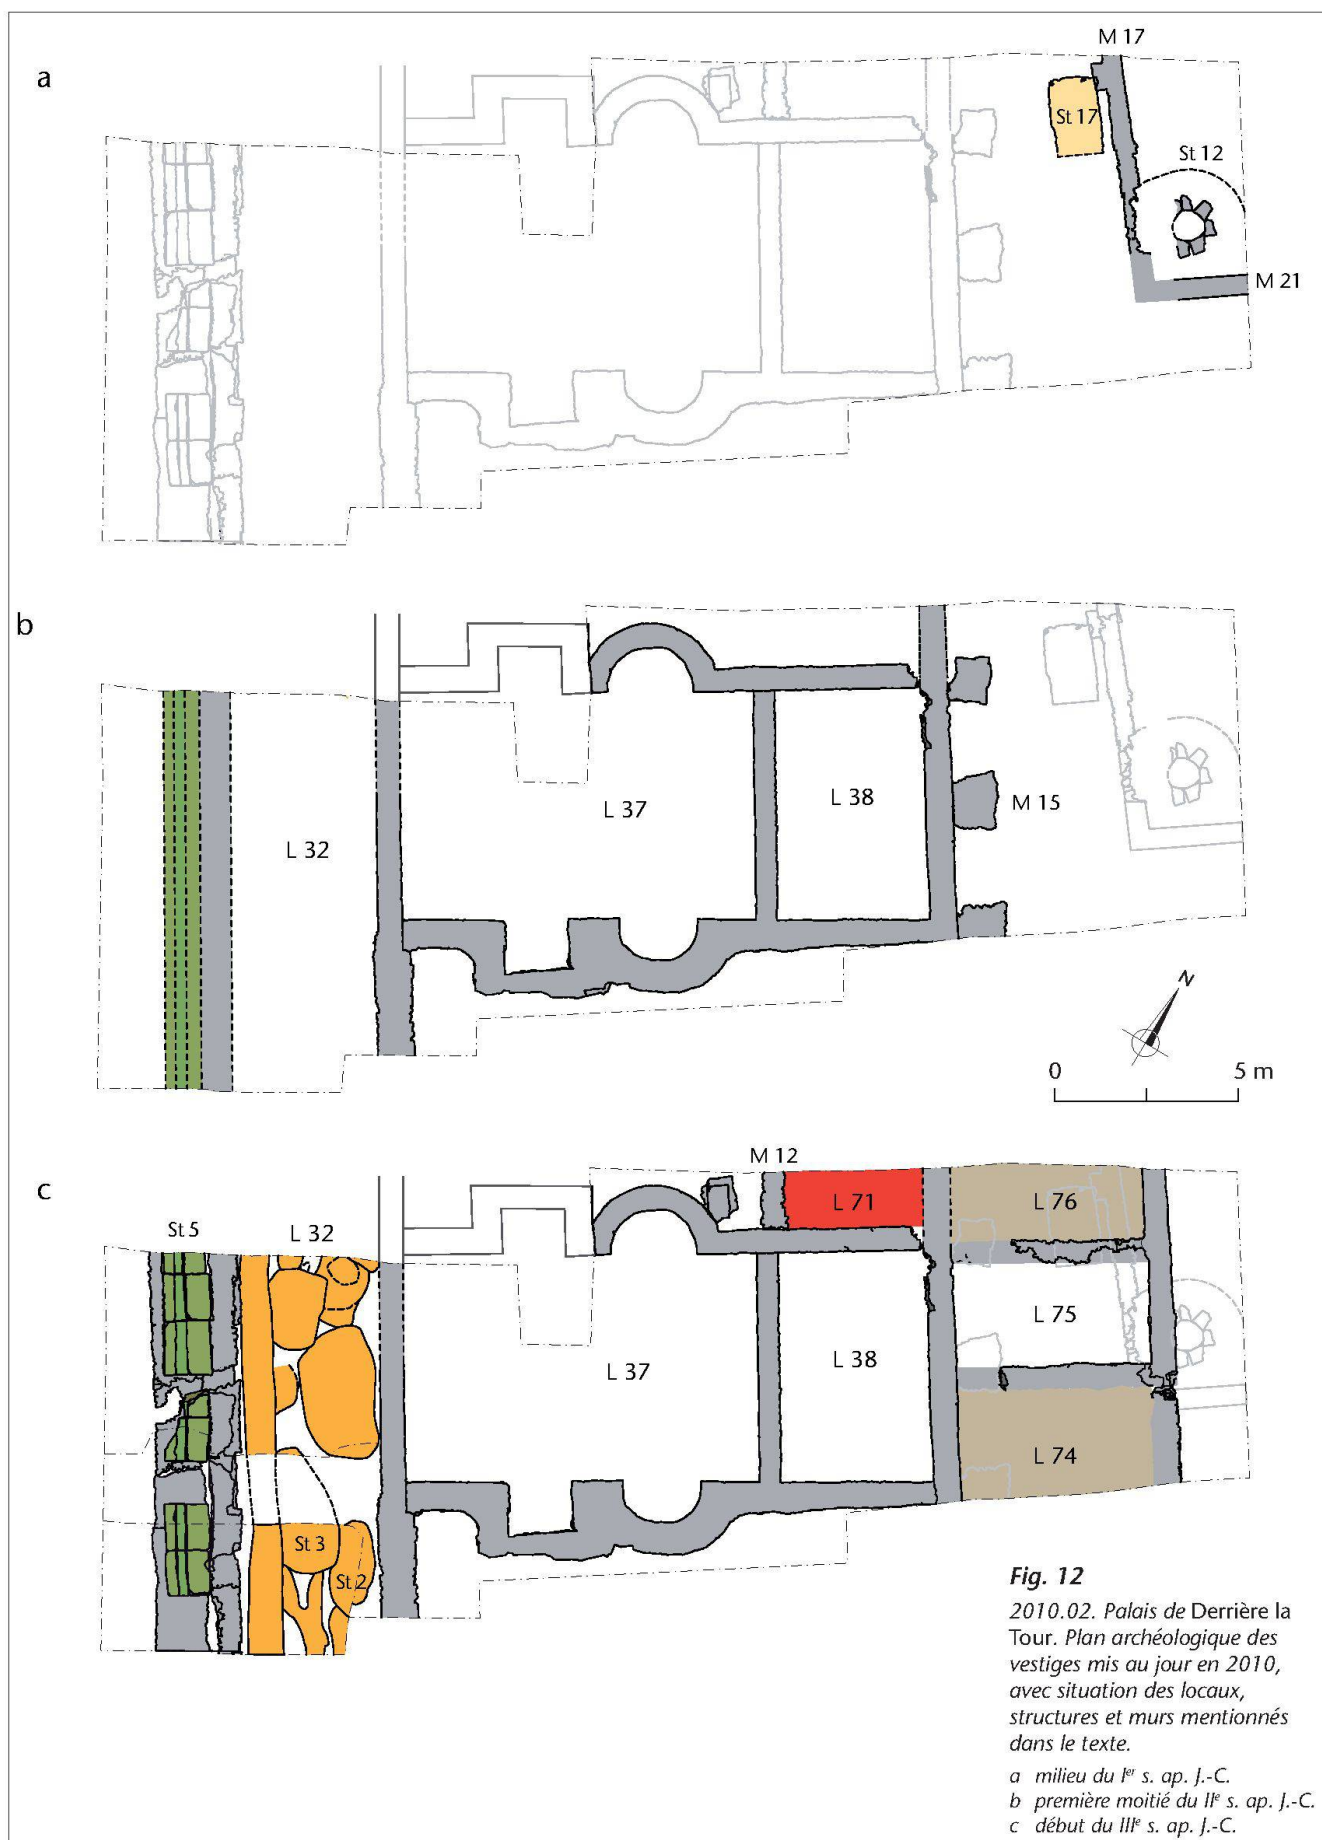 a
M 17
St 17
St 12
M 21
b
L 37
L 38
M 15
L 32
N
0 5 m
c
M 12
St 5
L 32
L 71
L 76
L 75
L 37
L 38
L 74
St 3
St 2
Fig. 12
2010.02. Palais de Derrière la
Tour. Plan archéologique des
vestiges mis au jour en 2010,
avec situation des locaux,
structures et murs mentionnés
dans le texte.
a milieu du Ier s. ap. J.-C.
b première moitié du IIe s. ap. J.-C.
c début du IIIe s. ap. J.-C.